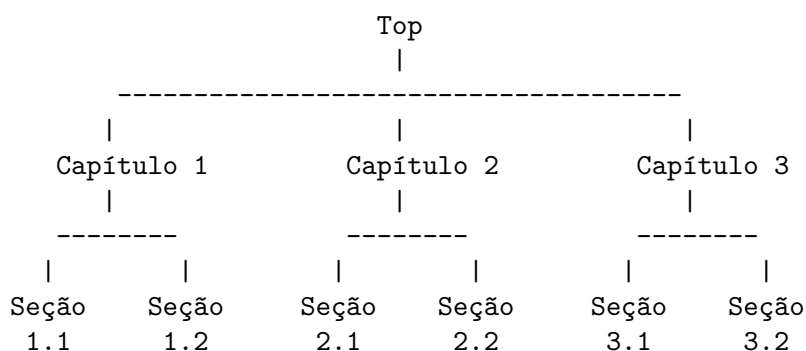 Top
Capítulo 1 Capítulo 2 Capítulo 3
Seção Seção Seção Seção Seção Seção
1.1 1.2 2.1 2.2 3.1 3.2